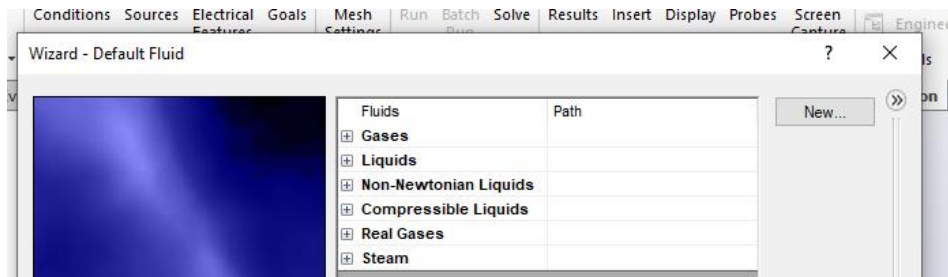 Conditions Sources Electrical Goals Mesh Run Batch Solve Results Insert Display Probes Screen
Features Settings Run Capture
Wizard - Default Fluid ? ×
Fluids Path New...
Gases
Liquids
Non-Newtonian Liquids
Compressible Liquids
Real Gases
Steam